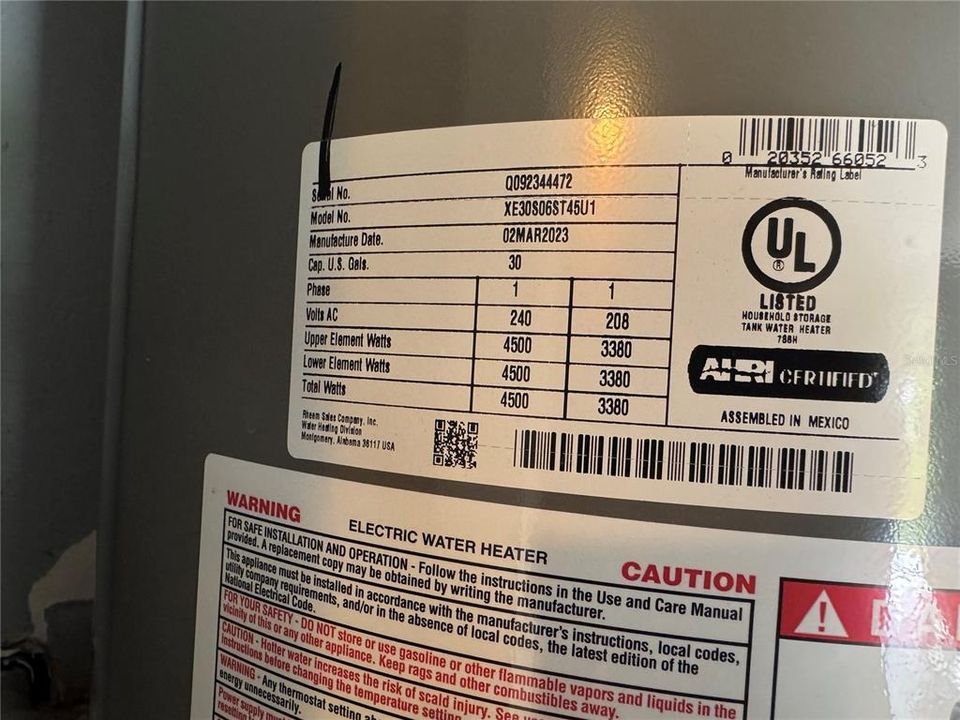 0 20352 66052 3
Manufacturer's Rating Label
Serial No. Q092344472
Model No. XE30S06ST45U1
Manufacture Date. 02MAR2023
Cap. U.S. Gals. 30
Phase 1 1
Volts AC 240 208
Upper Element Watts 4500 3380
Lower Element Watts 4500 3380
Total Watts 4500 3380
UL
®
LISTED
HOUSEHOLD STORAGE
TANK WATER HEATER
788H
AHRI CERTIFIED
ASSEMBLED IN MEXICO
Rheem Sales Company, Inc.
Water Heating Division
Montgomery, Alabama 36117 USA
WARNING
ELECTRIC WATER HEATER
CAUTION
FOR SAFE INSTALLATION AND OPERATION - Follow the instructions in the Use and Care Manual
provided. A replacement copy may be obtained by writing the manufacturer.
This appliance must be installed in accordance with the manufacturer's instructions, local codes,
utility company requirements, and/or in the absence of local codes, the latest edition of the
National Electrical Code.
FOR YOUR SAFETY - DO NOT store or use gasoline or other flammable vapors and liquids in the
vicinity of this or any other appliance. Keep rags and other combustibles away.
CAUTION - Hotter water increases the risk of scald injury. See
instructions before changing the temperature setting.
WARNING - Any thermostat setting
energy unnecessarily.
Power supply must